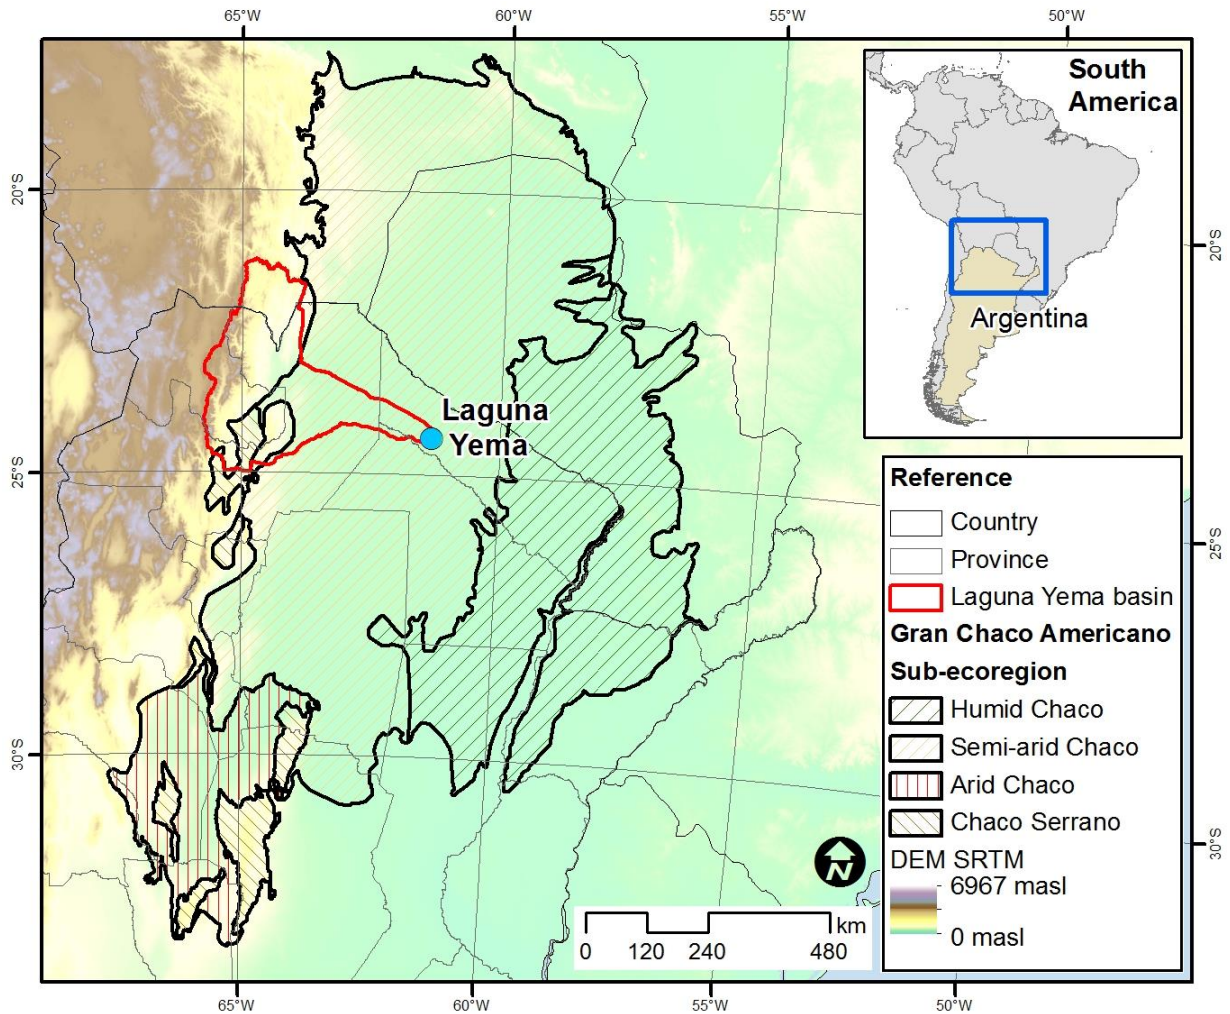 65°W
60°W
55°W
50°W
South
America
Argentina
20°S
20°S
Laguna
Yema
25°S
25°S
30°S
30°S
Reference
Country
Province
Laguna Yema basin
Gran Chaco Americano
Sub-ecoregion
Humid Chaco
Semi-arid Chaco
Arid Chaco
Chaco Serrano
DEM SRTM
6967 masl
0 masl
N
km
0 120 240 480
65°W
60°W
55°W
50°W